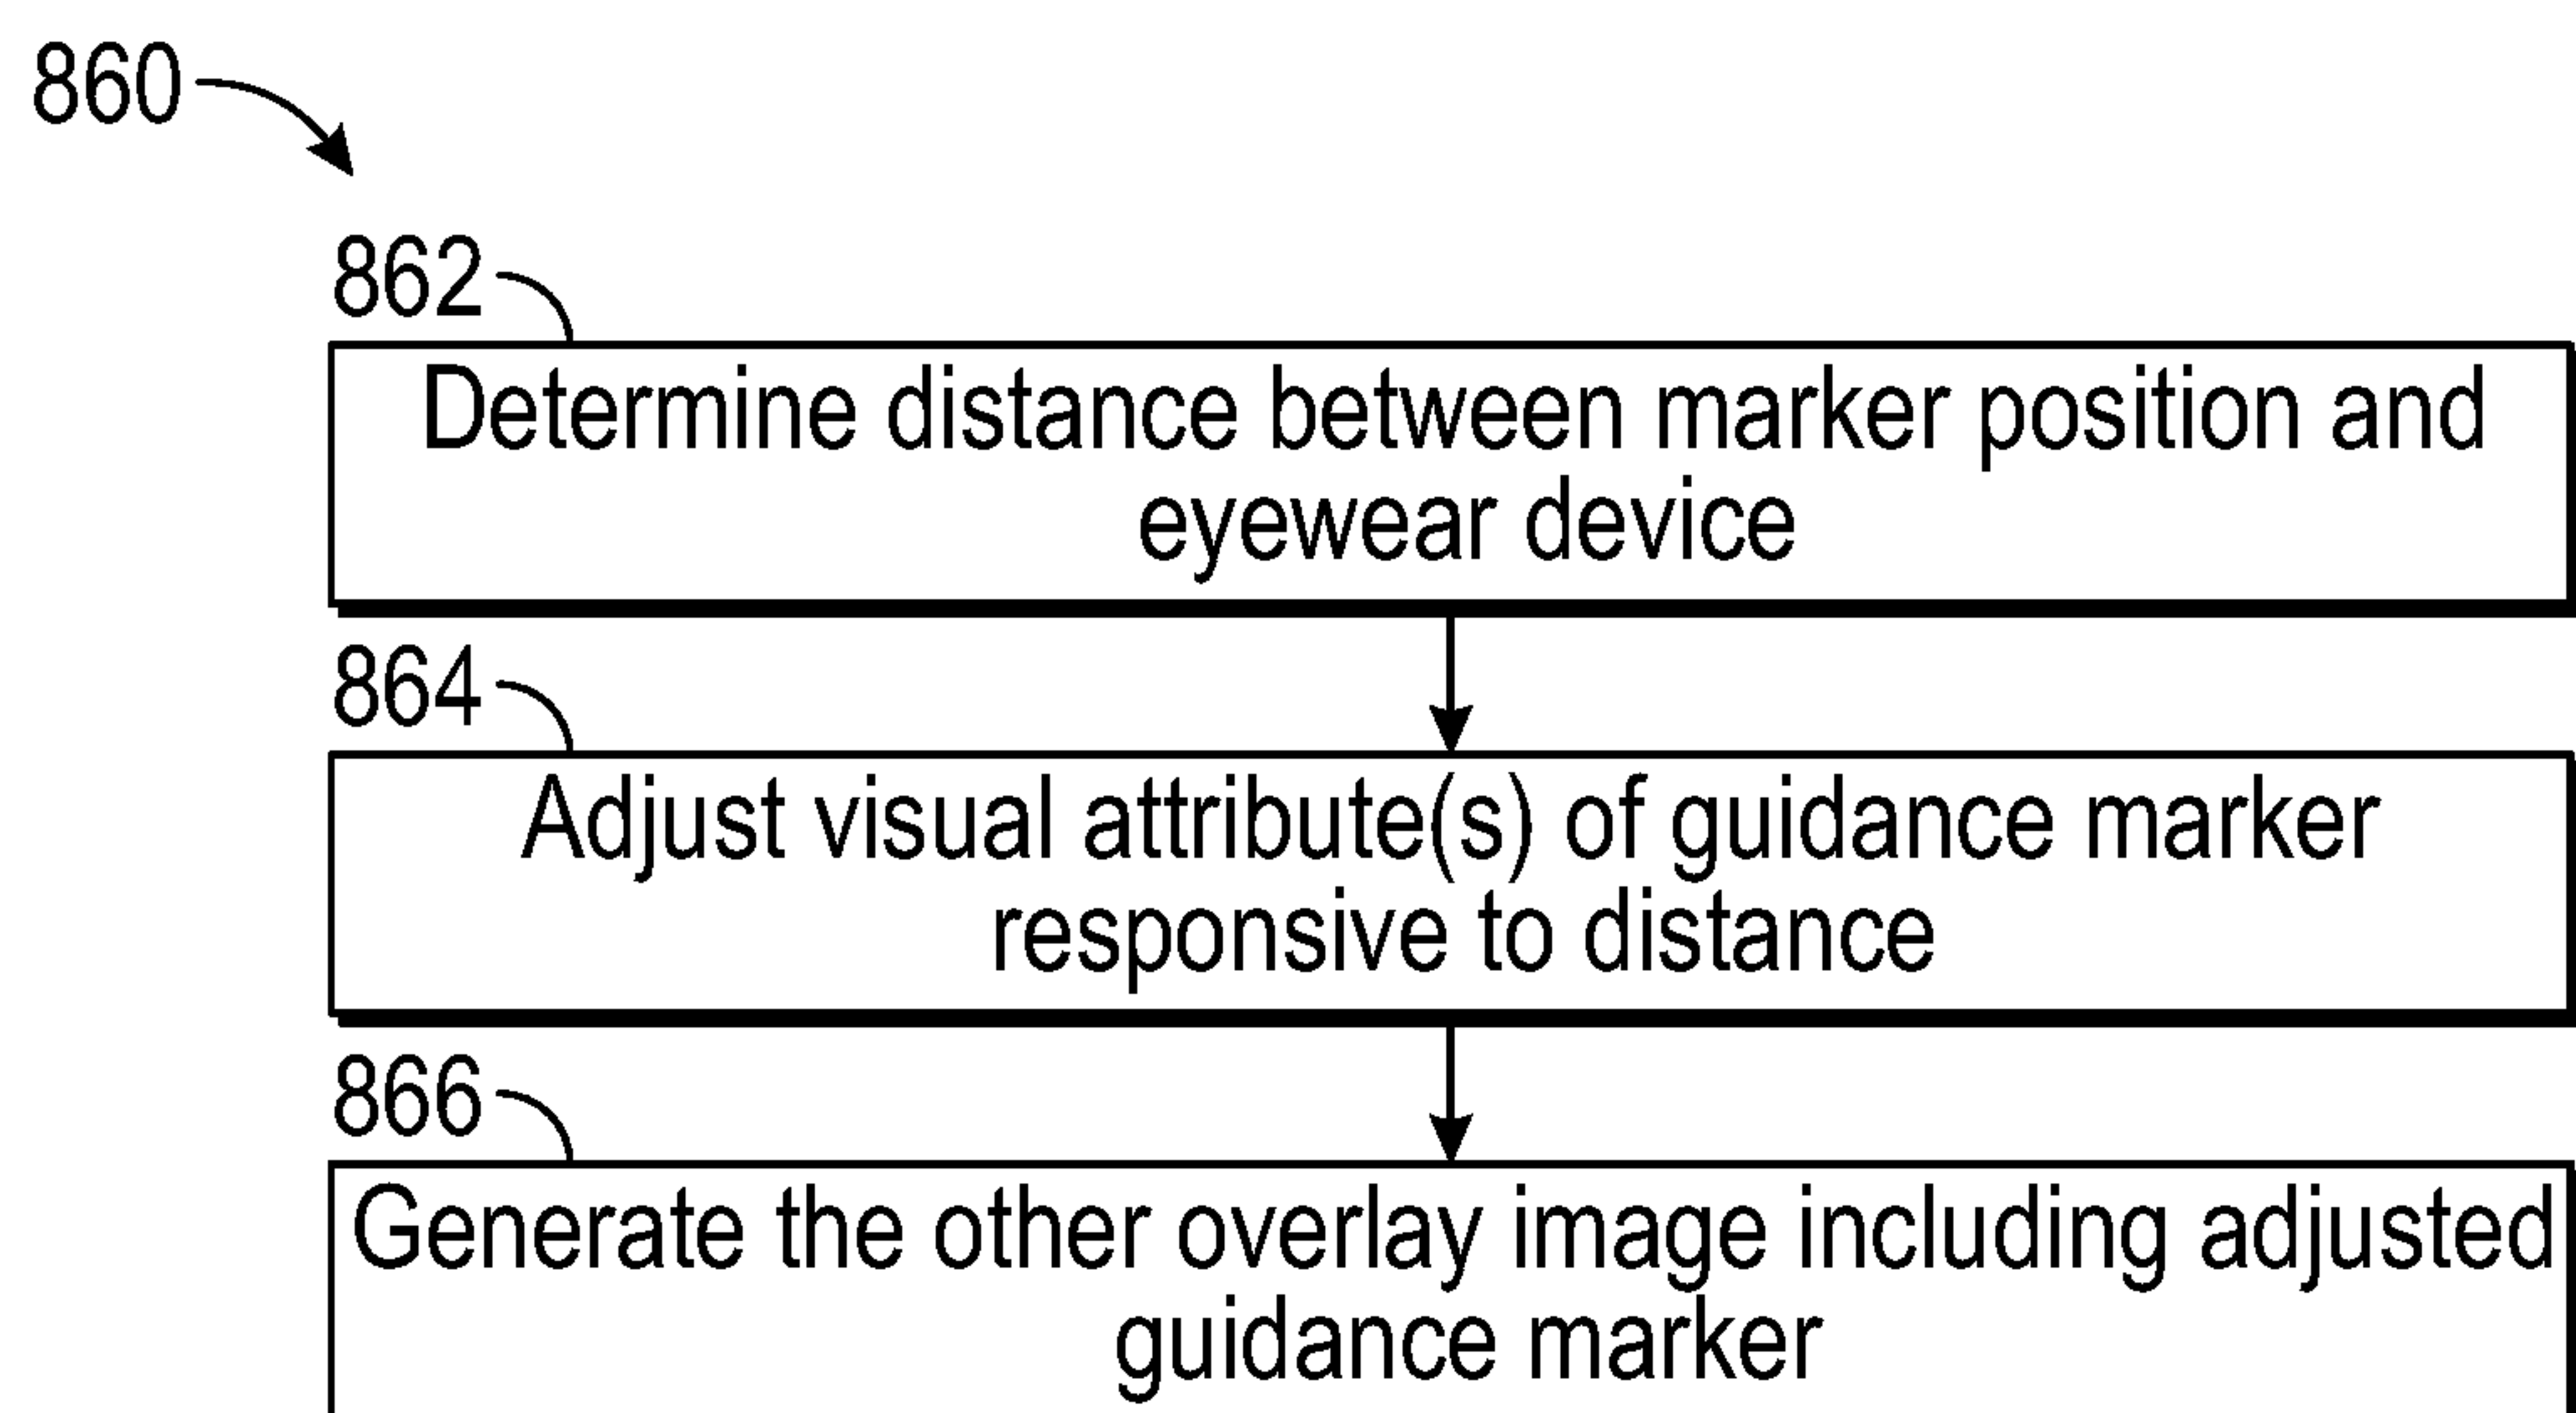 860
862
Determine distance between marker position and
eyewear device
864
Adjust visual attribute(s) of guidance marker
responsive to distance
866
Generate the other overlay image including adjusted
guidance marker